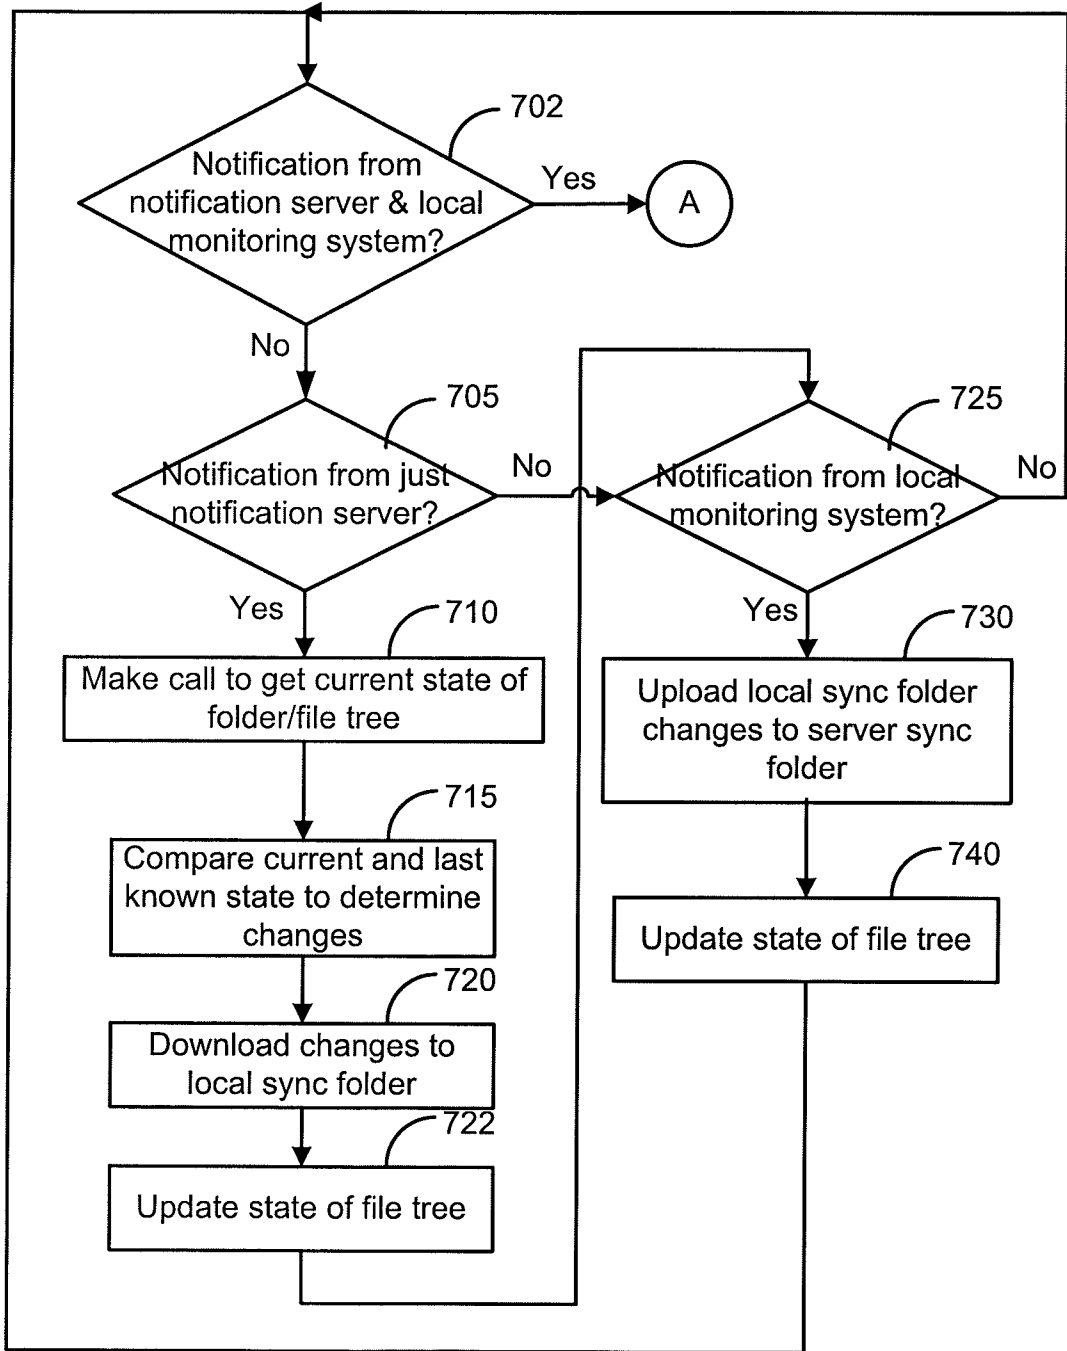 702
Notification from
notification server & local
monitoring system?
Yes
A
No
705
Notification from just
notification server?
No
725
Notification from local
monitoring system?
No
Yes
710
Make call to get current state of
folder/file tree
Yes
730
Upload local sync folder
changes to server sync
folder
715
Compare current and last
known state to determine
changes
740
Update state of file tree
720
Download changes to
local sync folder
722
Update state of file tree